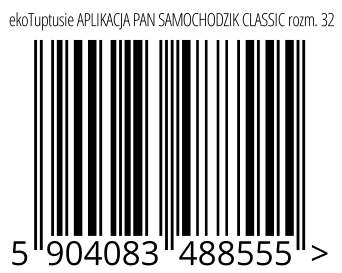 ekoTuptusie APLIKACJA PAN SAMOCHODZIK CLASSIC rozm. 32
5 904083 488555 >